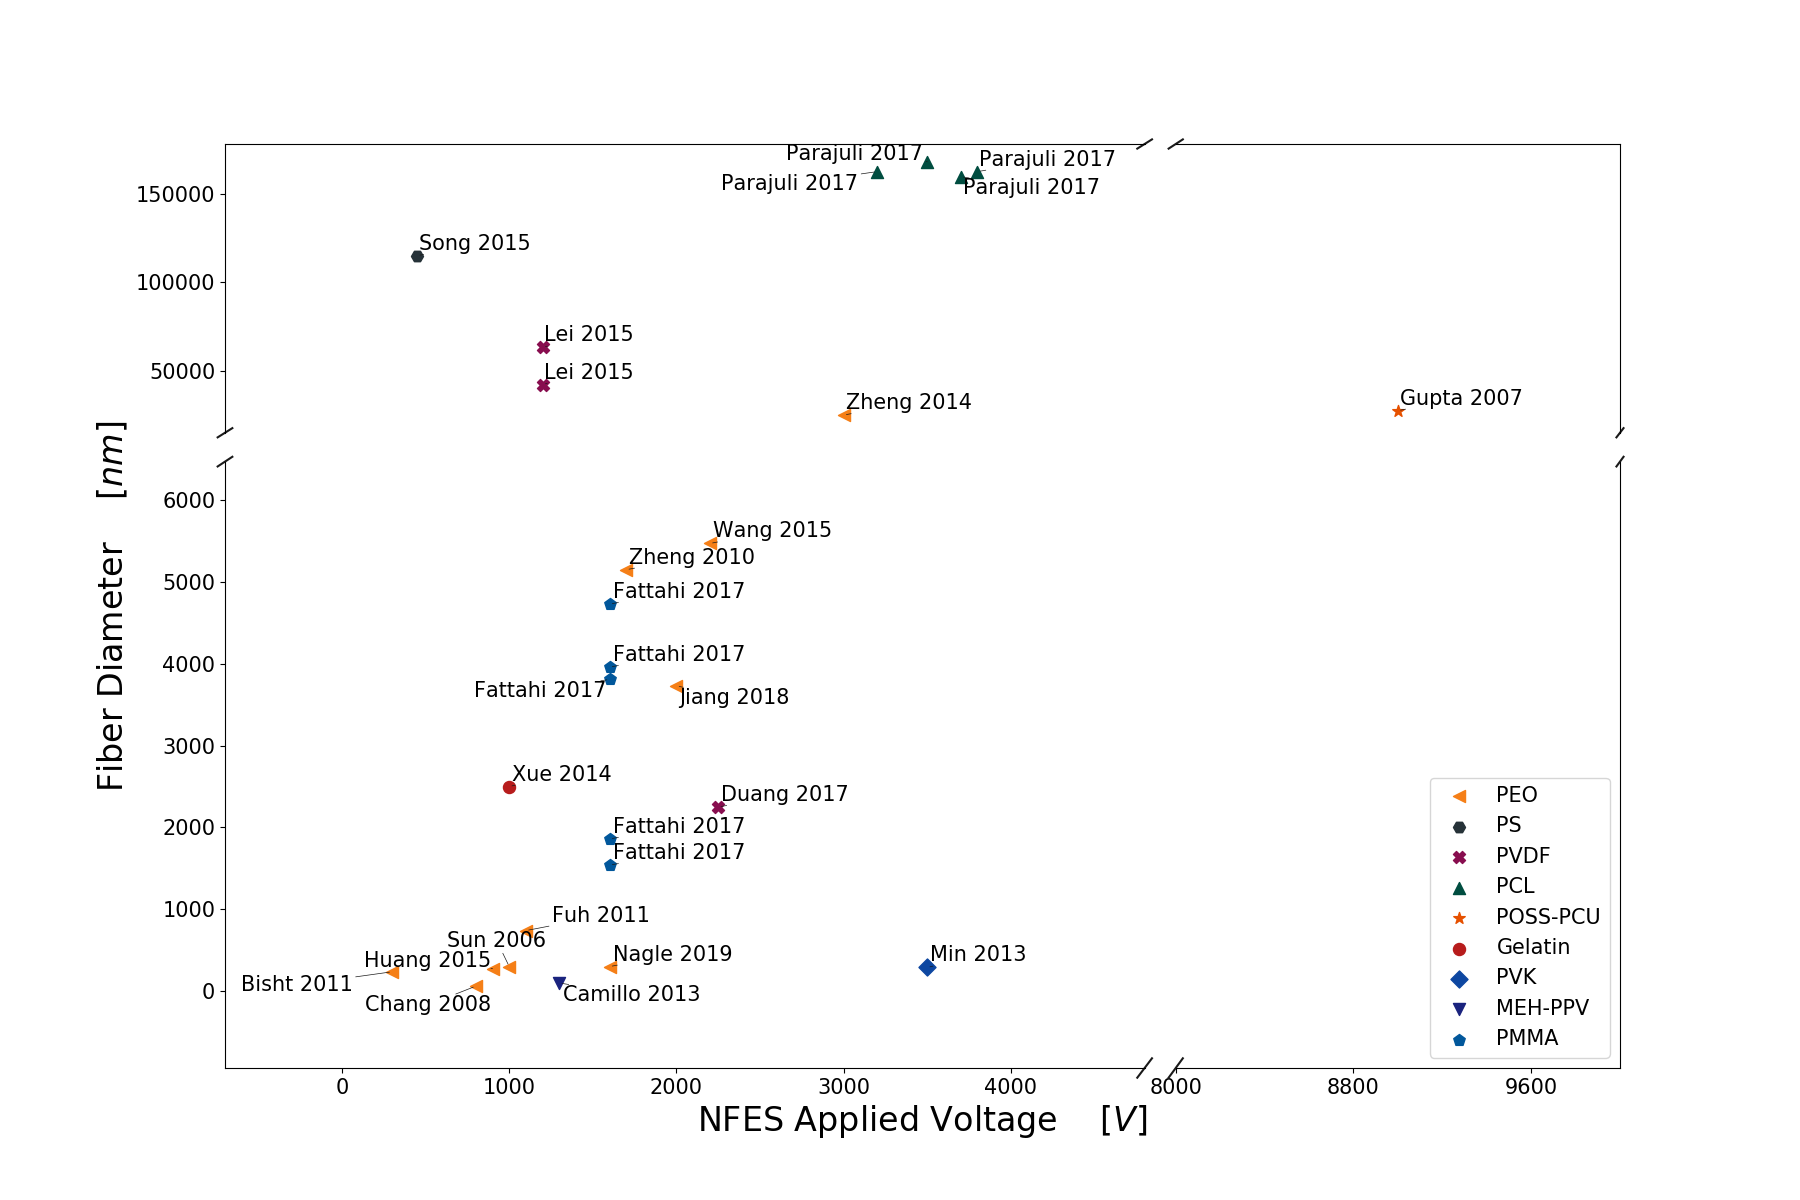 Parajuli 2017
Parajuli 2017
Parajuli 2017
Parajuli 2017
150000
Song 2015
100000
Lei 2015
50000
Lei 2015
Zheng 2014
Gupta 2007
Fiber Diameter [nm]
6000
Wang 2015
Zheng 2010
5000
Fattahi 2017
Fattahi 2017
4000
Fattahi 2017
Jiang 2018
3000
Xue 2014
Duang 2017
2000
Fattahi 2017
Fattahi 2017
1000
Fuh 2011
Sun 2006
Huang 2015
Nagle 2019
Min 2013
Bisht 2011
0
Camillo 2013
Chang 2008
PEO
PS
PVDF
PCL
POSS-PCU
Gelatin
PVK
MEH-PPV
PMMA
0 1000 2000 3000 4000 8000 8800 9600
NFES Applied Voltage [V]